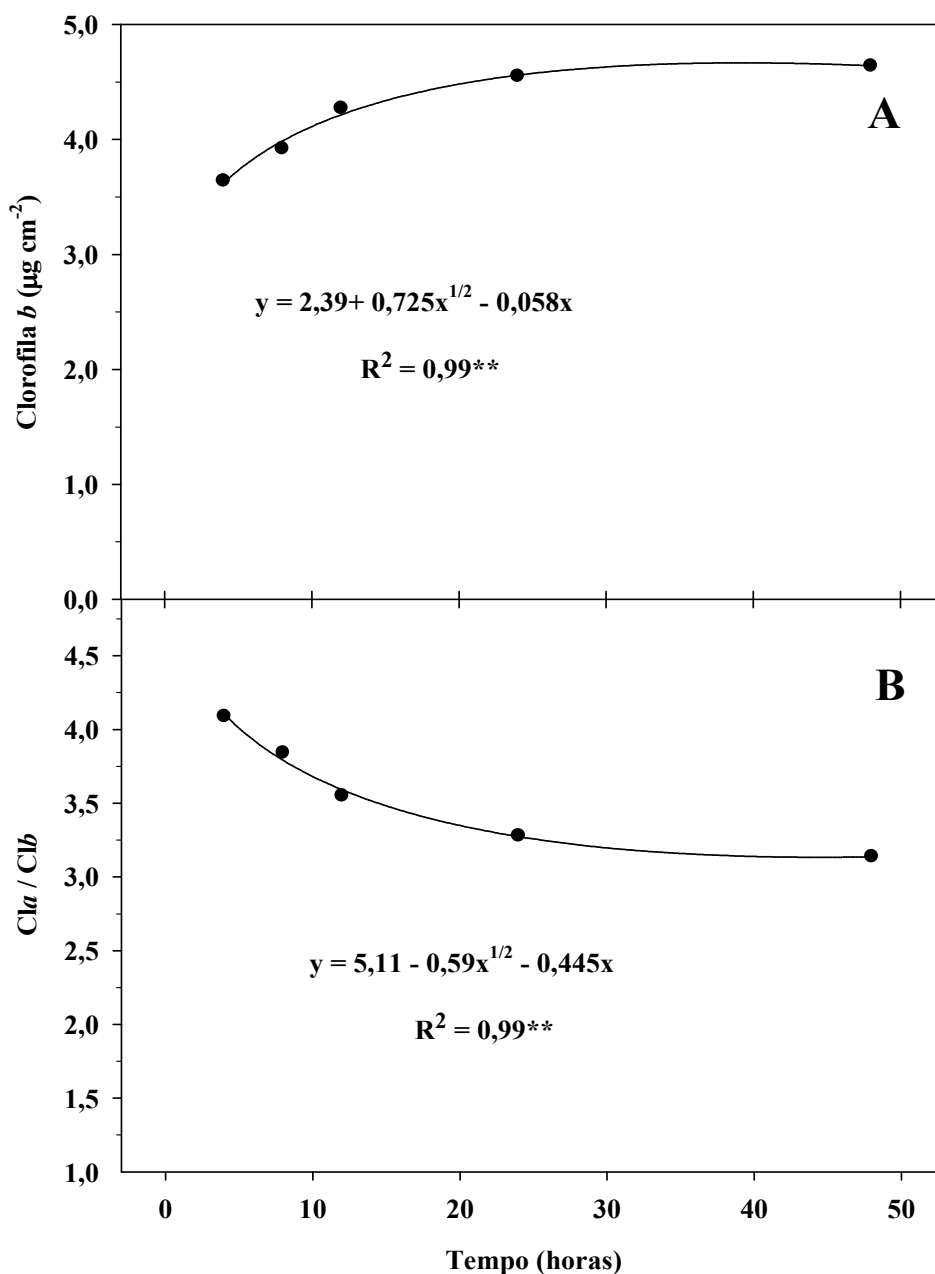 5,0
A
4,0
3,0
2,0
1,0
0,0
Clorofila b (µg cm-2)
y = 2,39+ 0,725x1/2 - 0,058x
R2 = 0,99**
4,5
B
4,0
3,5
3,0
2,5
2,0
1,5
1,0
Cla / Clb
y = 5,11 - 0,59x1/2 - 0,445x
R2 = 0,99**
0 10 20 30 40 50
Tempo (horas)